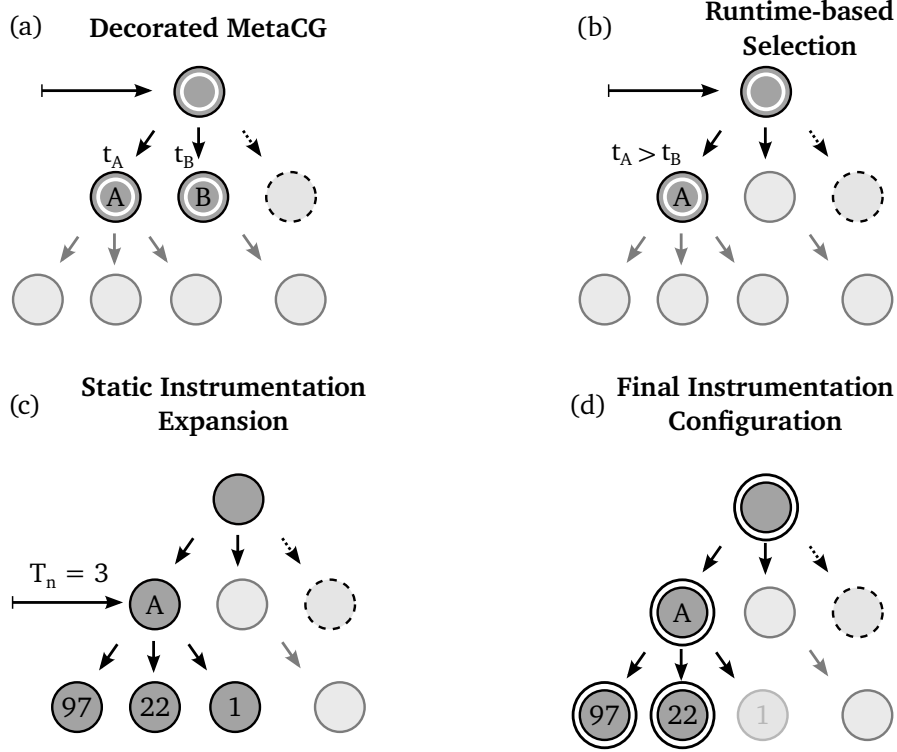 (a) Decorated MetaCG
t_A t_B
A B
(b) Runtime-based
Selection
t_A > t_B
A
(c) Static Instrumentation
Expansion
T_n = 3
A
97 22 1
(d) Final Instrumentation
Configuration
A
97 22 1